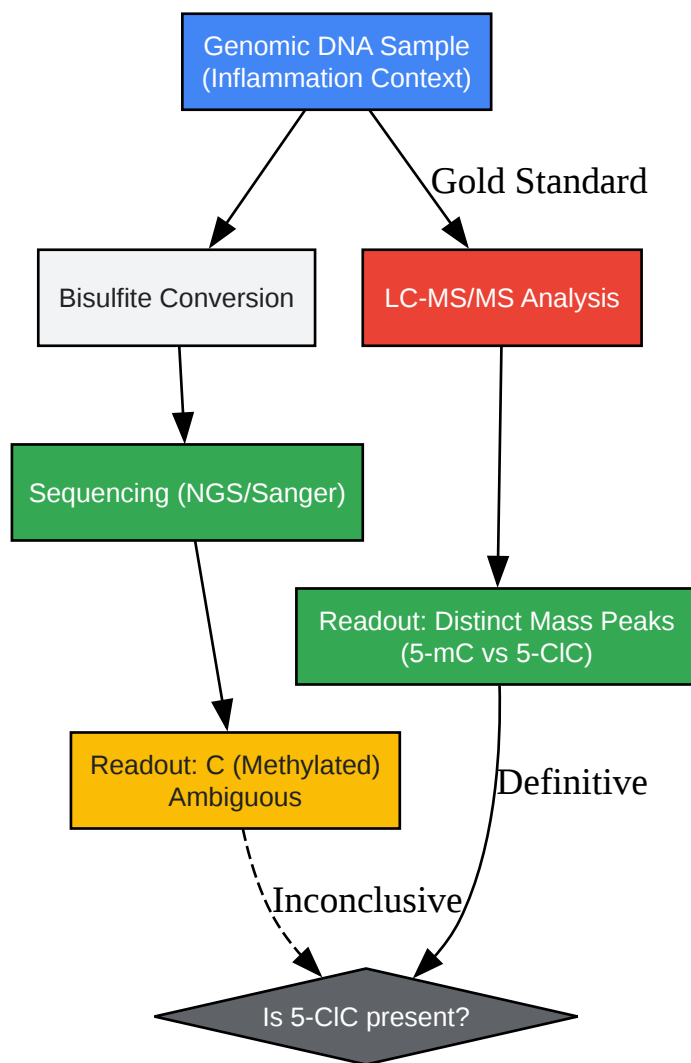 Genomic DNA Sample
(Inflammation Context)
Gold Standard
Bisulfite Conversion
LC-MS/MS Analysis
Sequencing (NGS/Sanger)
Readout: Distinct Mass Peaks
(5-mC vs 5-ClC)
Readout: C (Methylated)
Ambiguous
Definitive
Inconclusive
Is 5-ClC present?